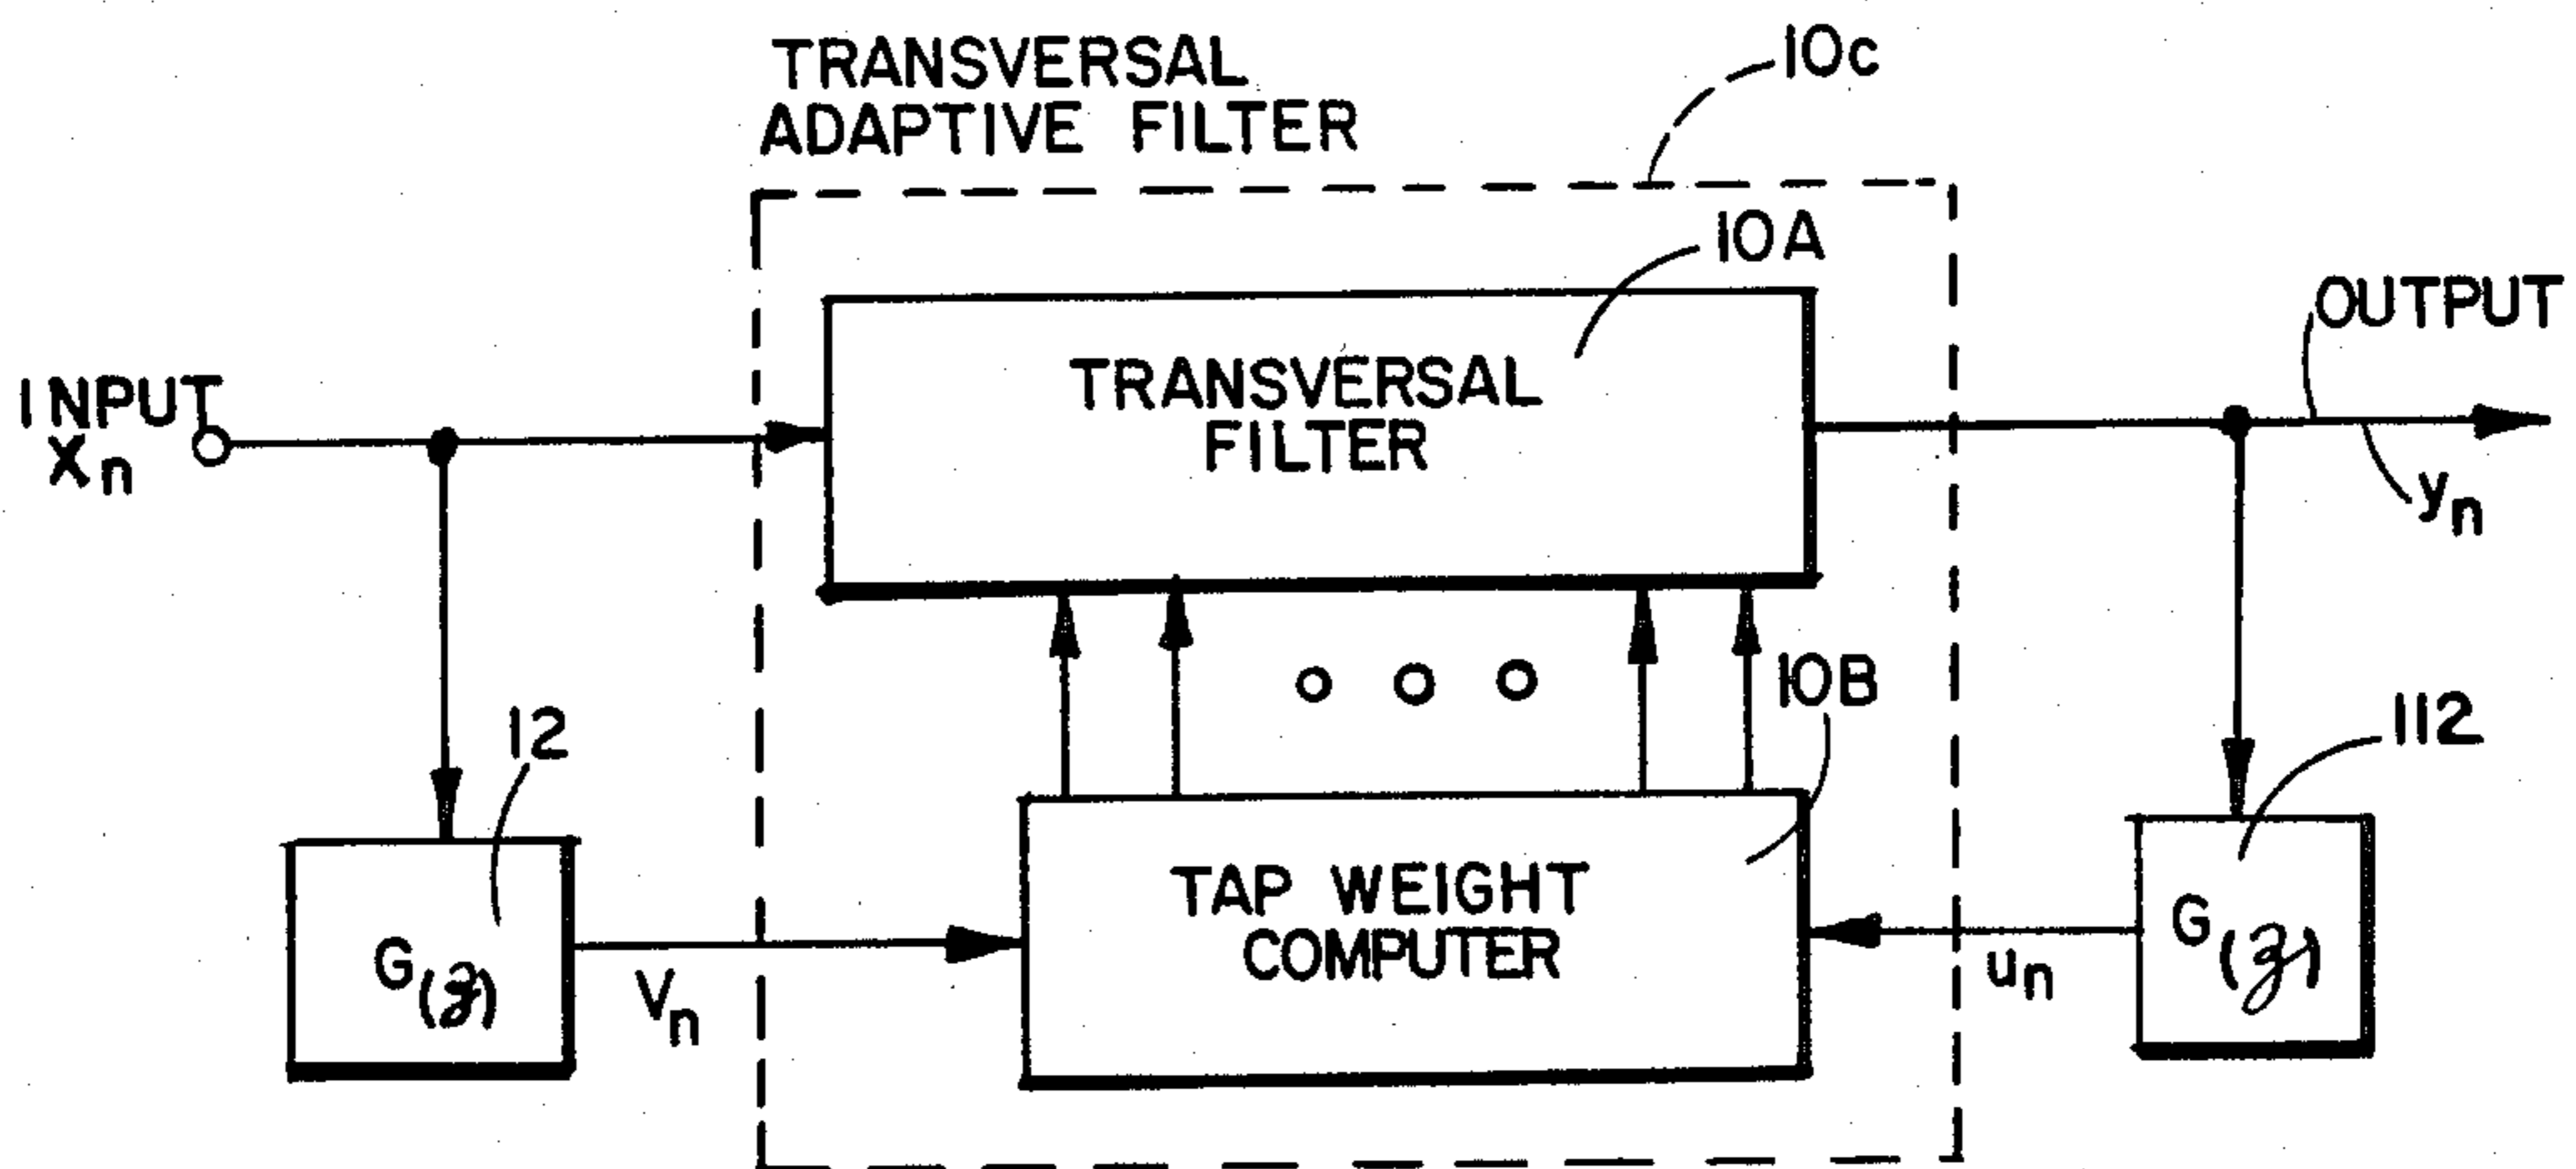 TRANSVERSAL
ADAPTIVE FILTER
10c
10A
TRANSVERSAL
FILTER
OUTPUT
INPUT
Xn
yn
10B
12
112
TAP WEIGHT
COMPUTER
G(z)
Vn
un
G(z)